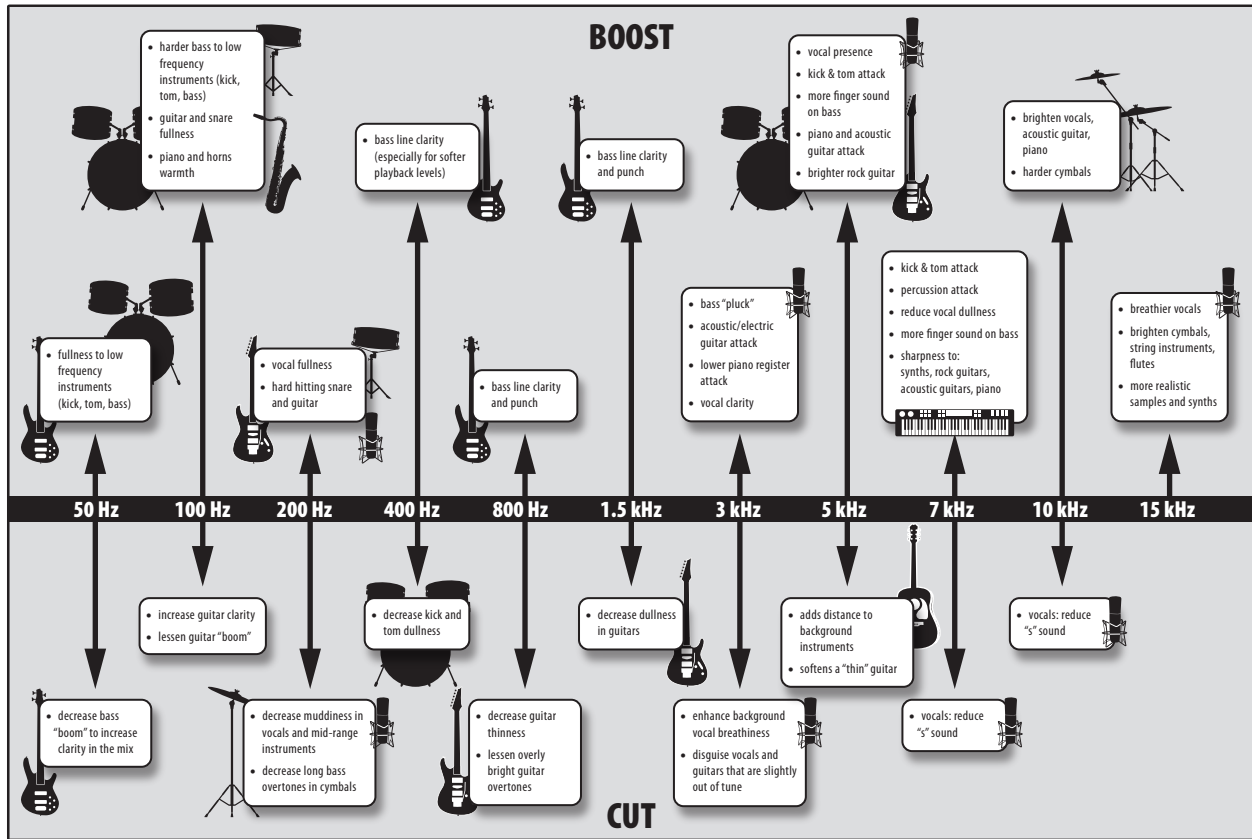 BOOST
• harder bass to low
frequency
instruments (kick,
tom, bass)
• guitar and snare
fullness
• piano and horns
warmth
• bass line clarity
(especially for softer
playback levels)
• bass line clarity
and punch
• vocal presence
• kick & tom attack
• more finger sound
on bass
• piano and acoustic
guitar attack
• brighter rock guitar
• brighten vocals,
acoustic guitar,
piano
• harder cymbals
• fullness to low
frequency
instruments
(kick, tom, bass)
• vocal fullness
• hard hitting snare
and guitar
• bass line clarity
and punch
• bass “pluck”
• acoustic/electric
guitar attack
• lower piano register
attack
• vocal clarity
• kick & tom attack
• percussion attack
• reduce vocal dullness
• more finger sound on bass
• sharpness to:
synths, rock guitars,
acoustic guitars, piano
• breathier vocals
• brighten cymbals,
string instruments,
flutes
• more realistic
samples and synths
50 Hz 100 Hz 200 Hz 400 Hz 800 Hz 1.5 kHz 3 kHz 5 kHz 7 kHz 10 kHz 15 kHz
• increase guitar clarity
• lessen guitar “boom”
• decrease kick and
tom dullness
• decrease dullness
in guitars
• adds distance to
background
instruments
• softens a “thin” guitar
• vocals: reduce
“s” sound
• decrease bass
“boom” to increase
clarity in the mix
• decrease muddiness in
vocals and mid-range
instruments
• decrease long bass
overtones in cymbals
• decrease guitar
thinness
• lessen overly
bright guitar
overtones
• enhance background
vocal breathiness
• disguise vocals and
guitars that are slightly
out of tune
• vocals: reduce
“s” sound
CUT